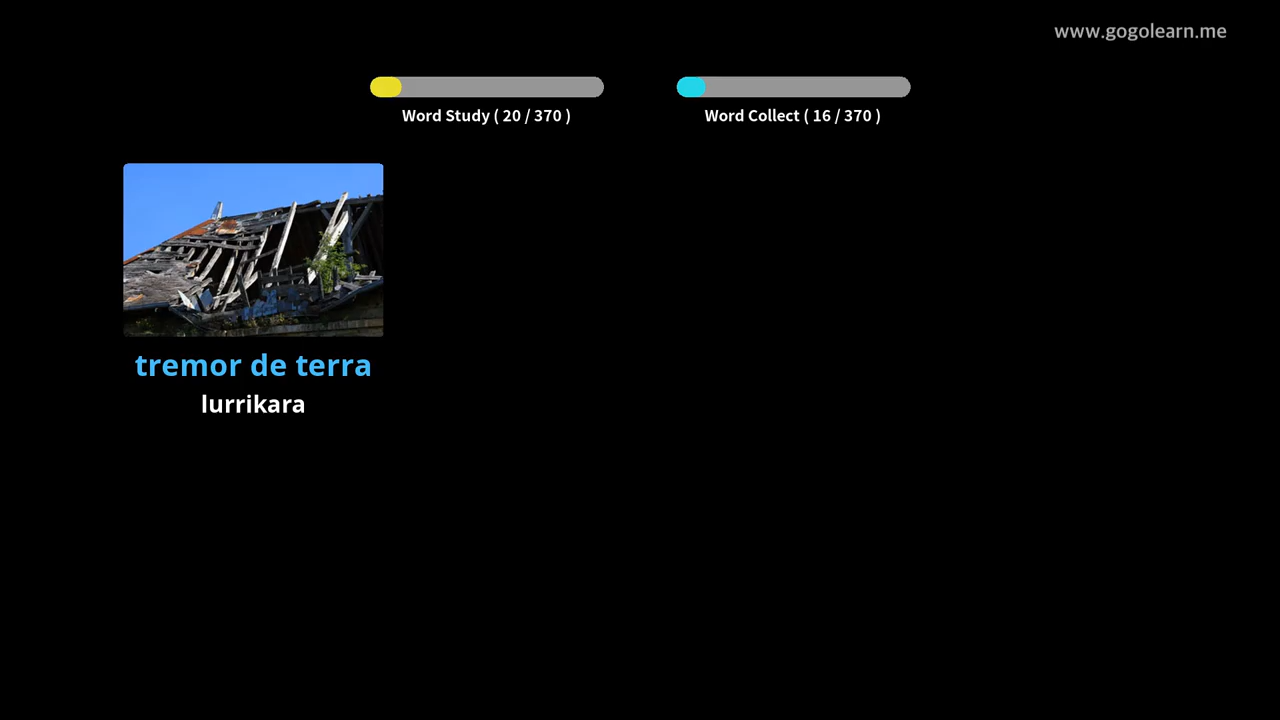 www.gogolearn.me
Word Study ( 20 / 370 )
Word Collect ( 16 / 370 )
tremor de terra
lurrikara